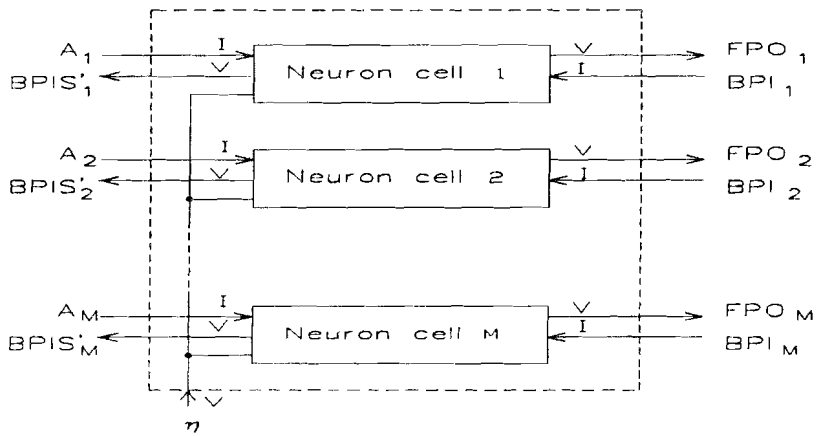 A1 I V FPO1
BPIS'1 V Neuron cell 1 I BPI1
A2 I V FPO2
BPIS'2 V Neuron cell 2 I BPI2
AM I V FPOM
BPIS'M V Neuron cell M I BPIM
V
η